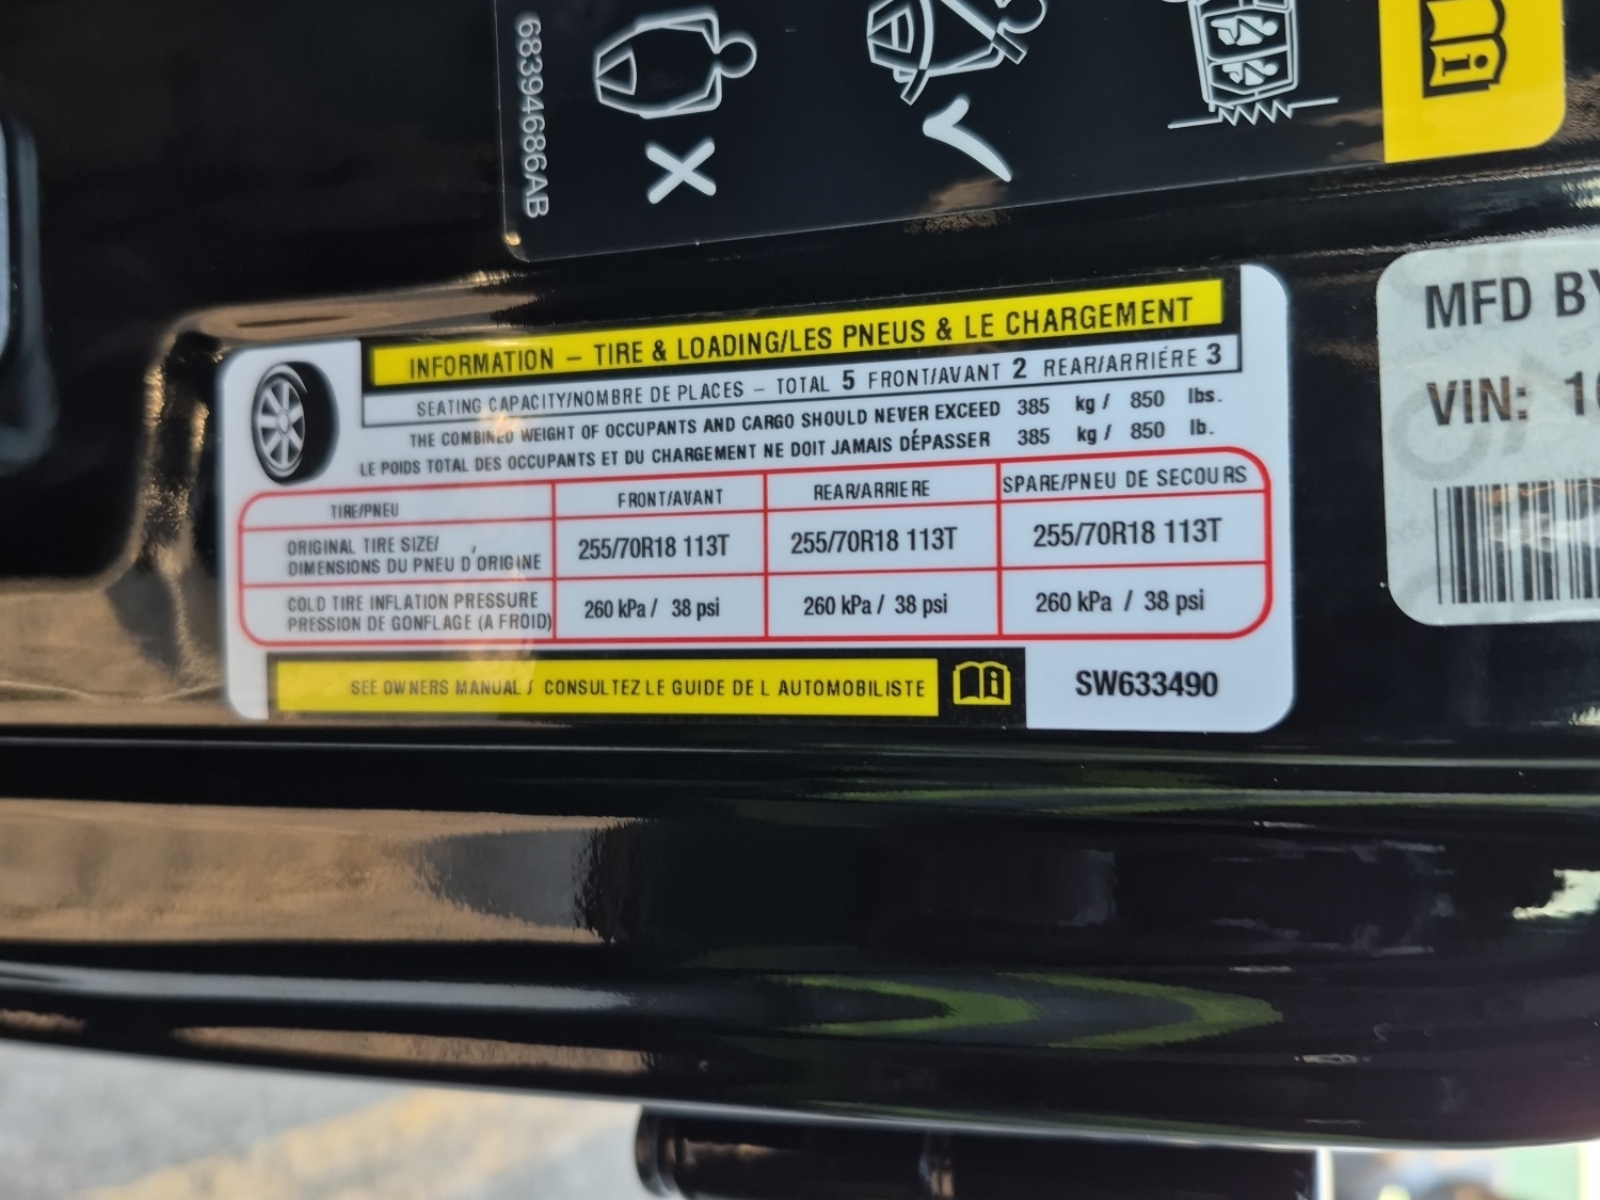 68394686AB
INFORMATION – TIRE & LOADING/LES PNEUS & LE CHARGEMENT
SEATING CAPACITY/NOMBRE DE PLACES – TOTAL 5 FRONT/AVANT 2 REAR/ARRIÉRE 3
THE COMBINED WEIGHT OF OCCUPANTS AND CARGO SHOULD NEVER EXCEED 385 kg / 850 lbs.
LE POIDS TOTAL DES OCCUPANTS ET DU CHARGEMENT NE DOIT JAMAIS DÉPASSER 385 kg / 850 lb.
TIRE/PNEU FRONT/AVANT REAR/ARRIERE SPARE/PNEU DE SECOURS
ORIGINAL TIRE SIZE/
DIMENSIONS DU PNEU D'ORIGINE 255/70R18 113T 255/70R18 113T 255/70R18 113T
COLD TIRE INFLATION PRESSURE
PRESSION DE GONFLAGE (A FROID) 260 kPa / 38 psi 260 kPa / 38 psi 260 kPa / 38 psi
SEE OWNERS MANUAL / CONSULTEZ LE GUIDE DE L AUTOMOBILISTE
SW633490
MFD BY
VIN: 1